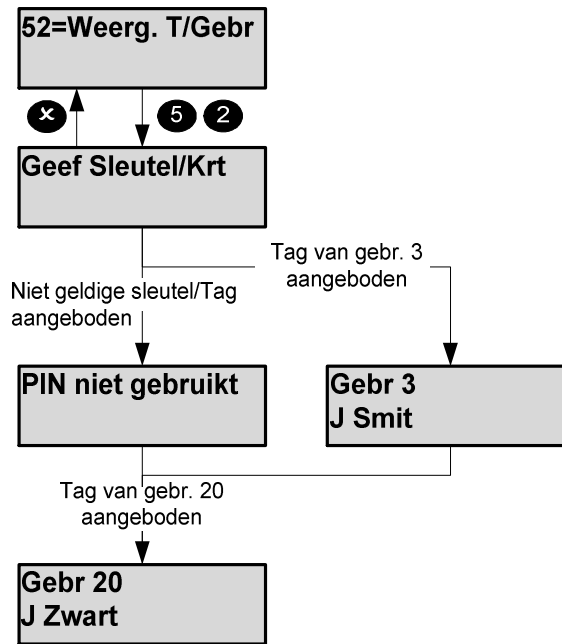 52=Weerg. T/Gebr
x 5 2
Geef Sleutel/Krt
Tag van gebr. 3
aangeboden
Niet geldige sleutel/Tag
aangeboden
PIN niet gebruikt
Gebr 3
J Smit
Tag van gebr. 20
aangeboden
Gebr 20
J Zwart